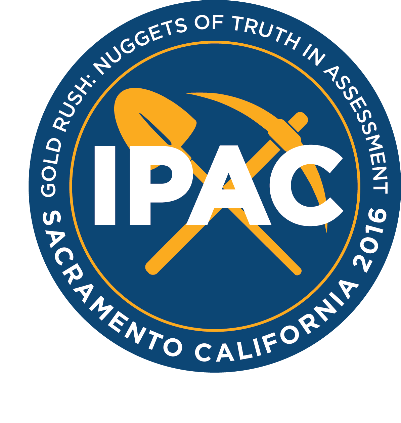 GOLD RUSH: NUGGETS OF TRUTH IN ASSESSMENT
IPAC
SACRAMENTO CALIFORNIA 2016